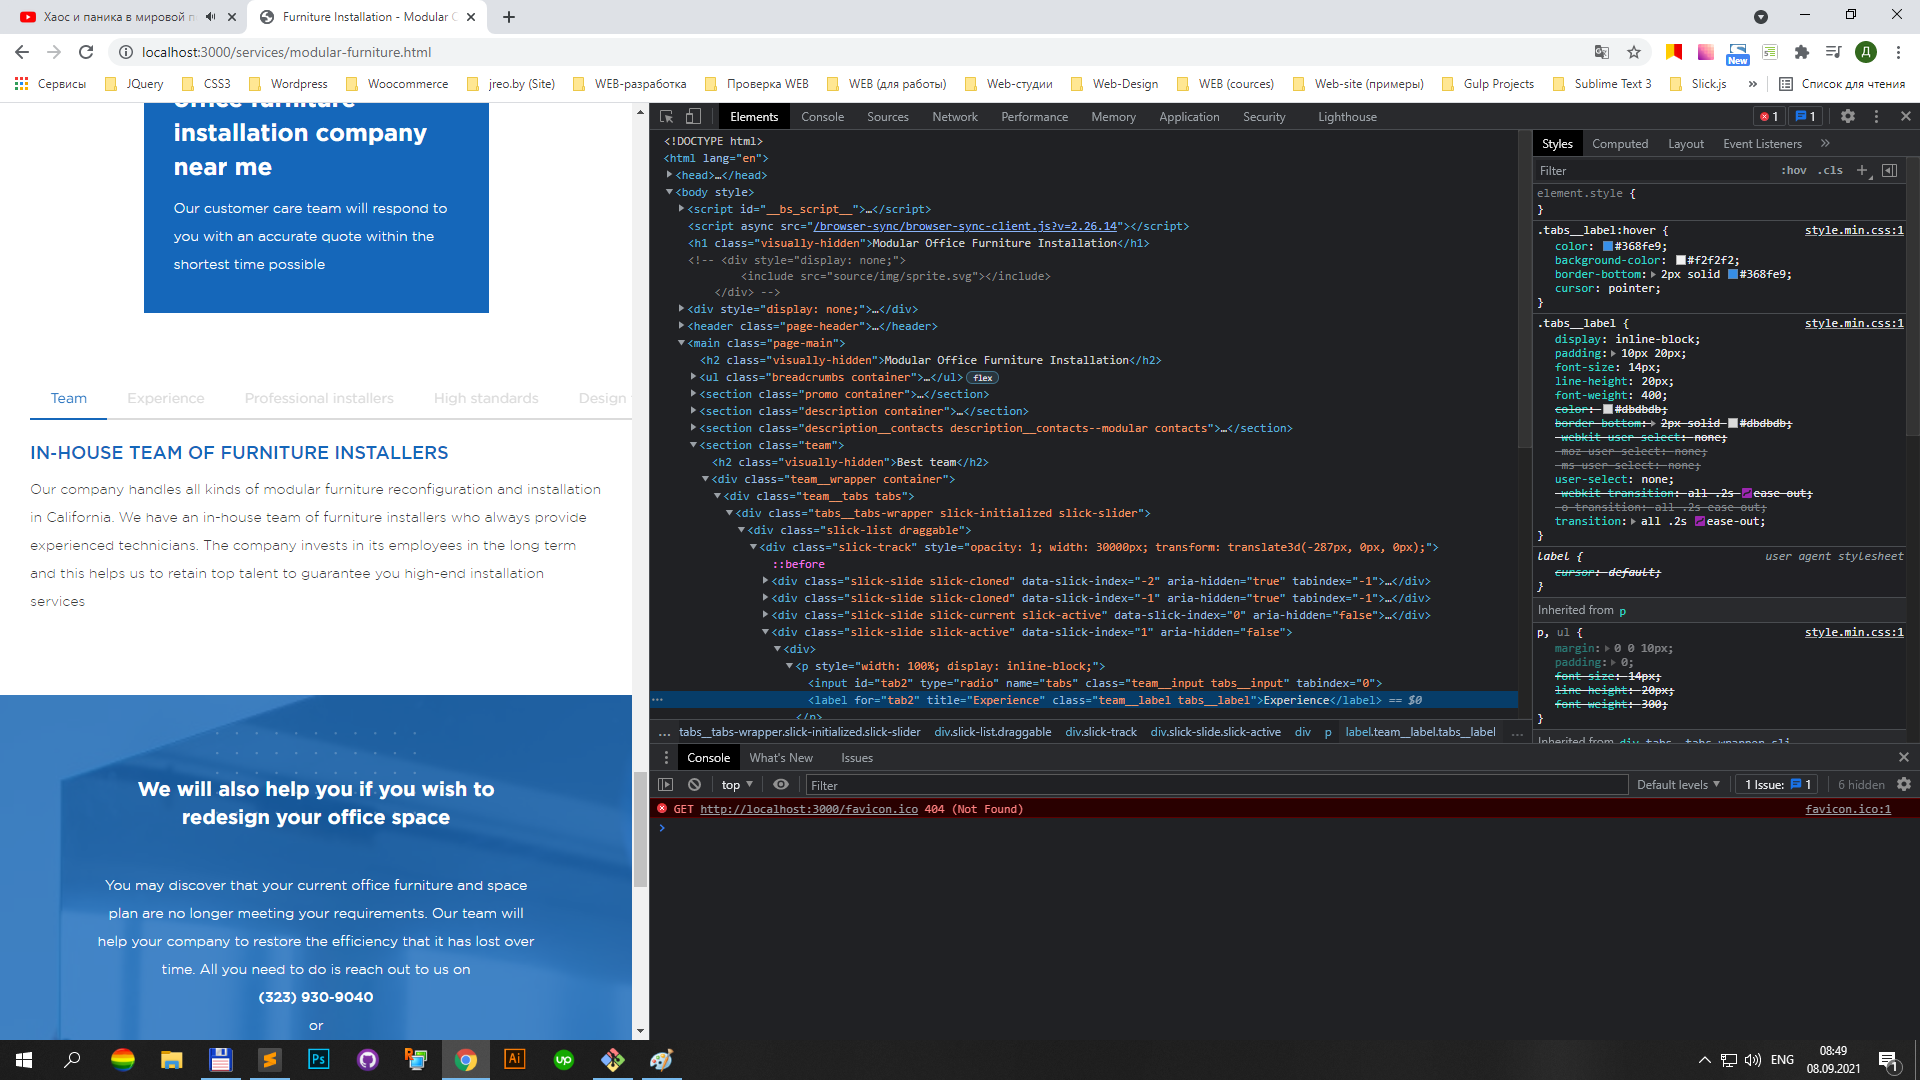 Хаос и паника в мировой п
Furniture Installation - Modular C
localhost:3000/services/modular-furniture.html
New
Д
Сервисы
JQuery
CSS3
Wordpress
Woocommerce
jreo.by (Site)
WEB-разработка
Проверка WEB
WEB (для работы)
Web-студии
Web-Design
WEB (cources)
Web-site (примеры)
Gulp Projects
Sublime Text 3
Slick.js
»
Список для чтения
office furniture
installation company
near me
Our customer care team will respond to
you with an accurate quote within the
shortest time possible
Team
Experience
Professional installers
High standards
Design
IN-HOUSE TEAM OF FURNITURE INSTALLERS
Our company handles all kinds of modular furniture reconfiguration and installation
in California. We have an in-house team of furniture installers who always provide
experienced technicians. The company invests in its employees in the long term
and this helps us to retain top talent to guarantee you high-end installation
services
We will also help you if you wish to
redesign your office space
You may discover that your current office furniture and space
plan are no longer meeting your requirements. Our team will
help your company to restore the efficiency that it has lost over
time. All you need to do is reach out to us on
(323) 930-9040
or
Elements
Console
Sources
Network
Performance
Memory
Application
Security
Lighthouse
1
1
<!DOCTYPE html>
<html lang="en">
<head>…</head>
<body style>
<script id="__bs_script__">…</script>
<script async src="/browser-sync/browser-sync-client.js?v=2.26.14"></script>
<h1 class="visually-hidden">Modular Office Furniture Installation</h1>
<!-- <div style="display: none;">
<include src="source/img/sprite.svg"></include>
</div> -->
<div style="display: none;">…</div>
<header class="page-header">…</header>
<main class="page-main">
<h2 class="visually-hidden">Modular Office Furniture Installation</h2>
<ul class="breadcrumbs container">…</ul> flex
<section class="promo container">…</section>
<section class="description container">…</section>
<section class="description__contacts description__contacts--modular contacts">…</section>
<section class="team">
<h2 class="visually-hidden">Best team</h2>
<div class="team__wrapper container">
<div class="team__tabs tabs">
<div class="tabs__tabs-wrapper slick-initialized slick-slider">
<div class="slick-list draggable">
<div class="slick-track" style="opacity: 1; width: 30000px; transform: translate3d(-287px, 0px, 0px);">
::before
<div class="slick-slide slick-cloned" data-slick-index="-2" aria-hidden="true" tabindex="-1">…</div>
<div class="slick-slide slick-cloned" data-slick-index="-1" aria-hidden="true" tabindex="-1">…</div>
<div class="slick-slide slick-current slick-active" data-slick-index="0" aria-hidden="false">…</div>
<div class="slick-slide slick-active" data-slick-index="1" aria-hidden="false">
<div>
<p style="width: 100%; display: inline-block;">
<input id="tab2" type="radio" name="tabs" class="team__input tabs__input" tabindex="0">
<label for="tab2" title="Experience" class="team__label tabs__label">Experience</label> == $0
</p>
… tabs__tabs-wrapper.slick-initialized.slick-slider div.slick-list.draggable div.slick-track div.slick-slide.slick-active div p label.team__label.tabs__label …
Styles
Computed
Layout
Event Listeners
»
Filter
:hov .cls +
element.style {
}
.tabs__label:hover { style.min.css:1
color: #368fe9;
background-color: #f2f2f2;
border-bottom: 2px solid #368fe9;
cursor: pointer;
}
.tabs__label { style.min.css:1
display: inline-block;
padding: 10px 20px;
font-size: 14px;
line-height: 20px;
font-weight: 400;
color: #dbdbdb;
border-bottom: 2px solid #dbdbdb;
-webkit-user-select: none;
-moz-user-select: none;
-ms-user-select: none;
user-select: none;
-webkit-transition: all .2s ease-out;
-o-transition: all .2s ease-out;
transition: all .2s ease-out;
}
label { user agent stylesheet
cursor: default;
}
Inherited from p
p, ul { style.min.css:1
margin: 0 0 10px;
padding: 0;
font-size: 14px;
line-height: 20px;
font-weight: 300;
}
Inherited from div.tabs__tabs-wrapper.sli…
Console
What's New
Issues
top
Filter
Default levels
1 Issue: 1
6 hidden
GET http://localhost:3000/favicon.ico 404 (Not Found) favicon.ico:1
Ps
Ai
up
ENG
08:49
08.09.2021
1